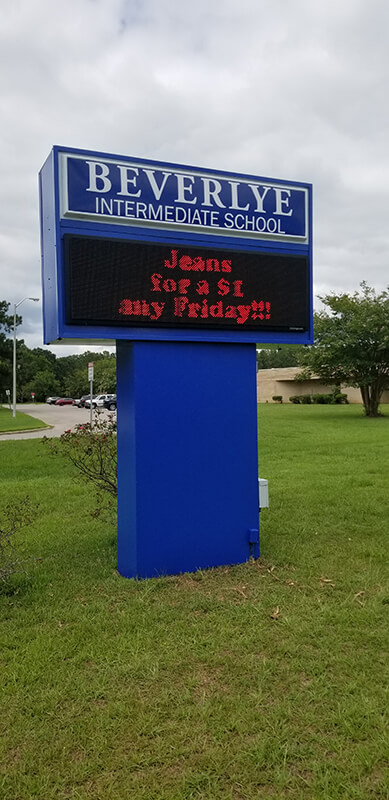 BEVERLYE
INTERMEDIATE SCHOOL
Jeans
for a $1
any Friday!!!